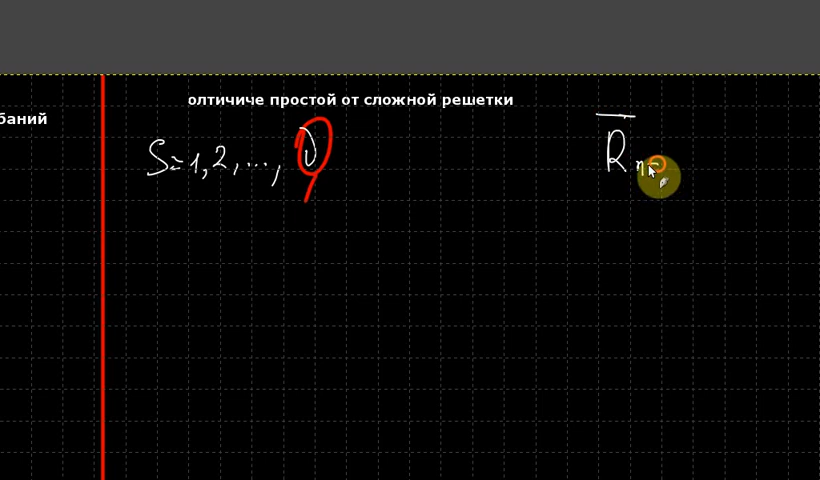 олтичиче простой от сложной решетки
баний
S=1,2,...,
R n